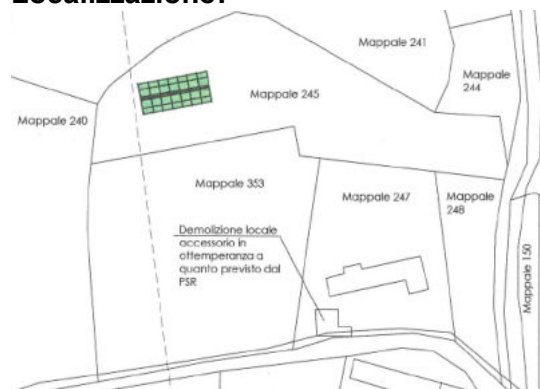 Localizzazione:
Mappale 241
Mappale
244
Mappale 245
Mappale 240
Mappale 353
Mappale 247
Mappale
248
Demolizione locale
accessorio in
ottemperanza a
quanto previsto dal
PSR
Mappale 150